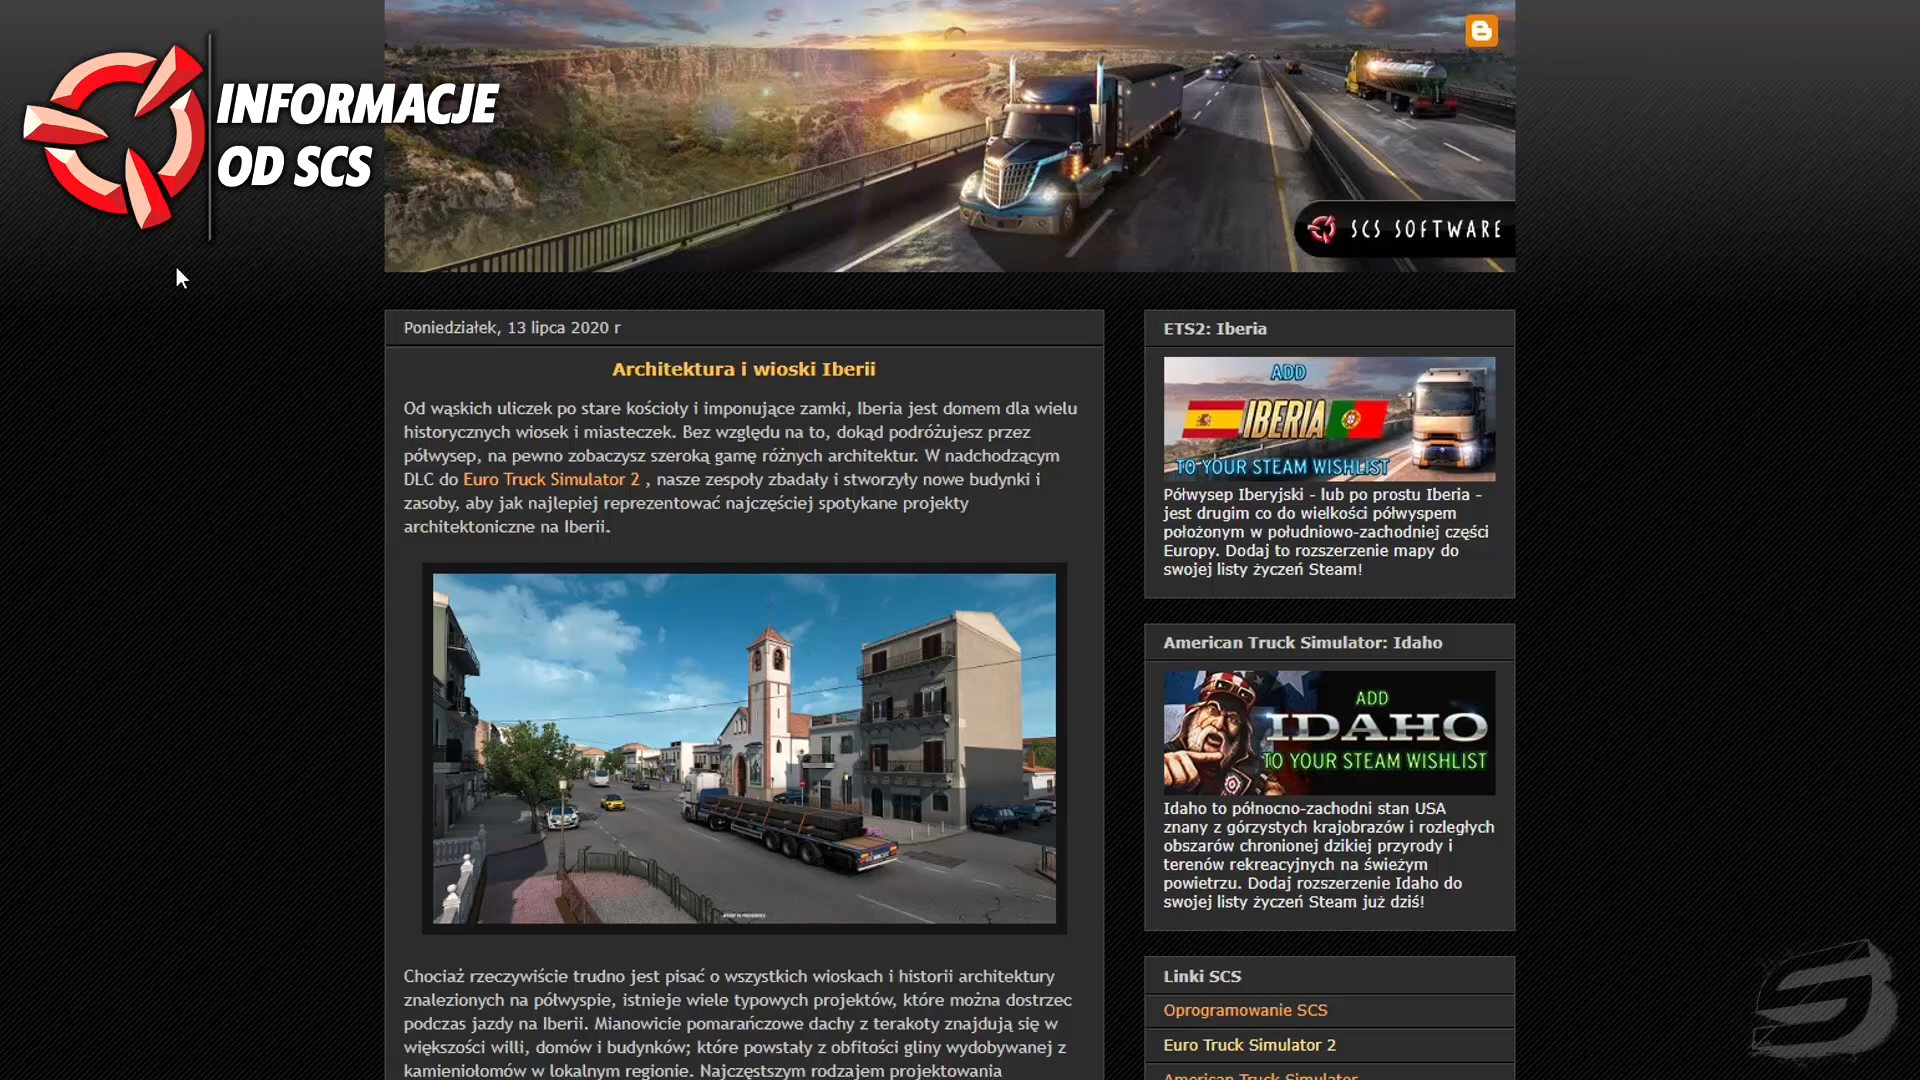 INFORMACJE
OD SCS
SCS SOFTWARE
Poniedziałek, 13 lipca 2020 r
Architektura i wioski Iberii
Od wąskich uliczek po stare kościoły i imponujące zamki, Iberia jest domem dla wielu
historycznych wiosek i miasteczek. Bez względu na to, dokąd podróżujesz przez
półwysep, na pewno zobaczysz szeroką gamę różnych architektur. W nadchodzącym
DLC do Euro Truck Simulator 2 , nasze zespoły zbadały i stworzyły nowe budynki i
zasoby, aby jak najlepiej reprezentować najczęściej spotykane projekty
architektoniczne na Iberii.
Chociaż rzeczywiście trudno jest pisać o wszystkich wioskach i historii architektury
znalezionych na półwyspie, istnieje wiele typowych projektów, które można dostrzec
podczas jazdy na Iberii. Mianowicie pomarańczowe dachy z terakoty znajdują się w
większości willi, domów i budynków; które powstały z obfitości gliny wydobywanej z
kamieniołomów w lokalnym regionie. Najczęstszym rodzajem projektowania
ETS2: Iberia
ADD
IBERIA
TO YOUR STEAM WISHLIST
Półwysep Iberyjski - lub po prostu Iberia -
jest drugim co do wielkości półwyspem
położonym w południowo-zachodniej części
Europy. Dodaj to rozszerzenie mapy do
swojej listy życzeń Steam!
American Truck Simulator: Idaho
ADD
IDAHO
TO YOUR STEAM WISHLIST
Idaho to północno-zachodni stan USA
znany z górzystych krajobrazów i rozległych
obszarów chronionej dzikiej przyrody i
terenów rekreacyjnych na świeżym
powietrzu. Dodaj rozszerzenie Idaho do
swojej listy życzeń Steam już dziś!
Linki SCS
Oprogramowanie SCS
Euro Truck Simulator 2
American Truck Simulator